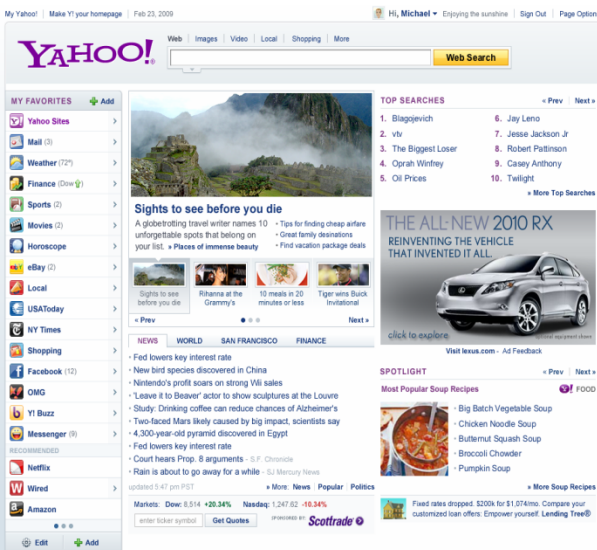 My Yahoo! | Make Y! your homepage | Feb 23, 2009
Hi, Michael | Enjoying the sunshine | Sign Out | Page Option
YAHOO!
Web | Images | Video | Local | Shopping | More
Web Search
MY FAVORITES Add
Yahoo Sites
Mail (3)
Weather (72°)
Finance (Dow)
Sports (2)
Movies (2)
Horoscope
eBay (2)
Local
USAToday
NY Times
Shopping
Facebook (12)
OMG
Y! Buzz
Messenger (9)
RECOMMENDED
Netflix
Wired
Amazon
Edit Add
Sights to see before you die
A globetrotting travel writer names 10
unforgettable spots that belong on
your list. » Places of immense beauty
• Tips for finding cheap airfare
• Great family desinations
• Find vacation package deals
Sights to see
before you die
Rihanna at the
Grammy's
10 meals in 20
minutes or less
Tiger wins Buick
Invitational
« Prev Next »
NEWS WORLD SAN FRANCISCO FINANCE
• Fed lowers key interest rate
• New bird species discovered in China
• Nintendo's profit soars on strong Wii sales
• 'Leave it to Beaver' actor to show sculptures at the Louvre
• Study: Drinking coffee can reduce chances of Alzheimer's
• Two-faced Mars likely caused by big impact, scientists say
• 4,300-year-old pyramid discovered in Egypt
• Fed lowers key interest rate
• Court hears Prop. 8 arguments - S.F. Chronicle
• Rain is about to go away for a while - SJ Mercury News
updated 5:47 pm PST » More: News | Popular | Politics
Markets: Dow: 8,514 +20.34% Nasdaq: 1,247.62 -10.34%
enter ticker symbol Get Quotes SPONSORED BY Scottrade
TOP SEARCHES « Prev | Next »
1. Blagojevich
2. vtv
3. The Biggest Loser
4. Oprah Winfrey
5. Oil Prices
6. Jay Leno
7. Jesse Jackson Jr
8. Robert Pattinson
9. Casey Anthony
10. Twilight
» More Top Searches
THE ALL-NEW 2010 RX
REINVENTING THE VEHICLE
THAT INVENTED IT ALL.
click to explore
optional equipment shown
Visit lexus.com - Ad Feedback
SPOTLIGHT « Prev | Next »
Most Popular Soup Recipes Y! FOOD
• Big Batch Vegetable Soup
• Chicken Noodle Soup
• Butternut Squash Soup
• Broccoli Chowder
• Pumpkin Soup
» More Soup Recipes
Fixed rates dropped. $200k for $1,074/mo. Compare your
customized loan offers: Empower yourself. Lending Tree®